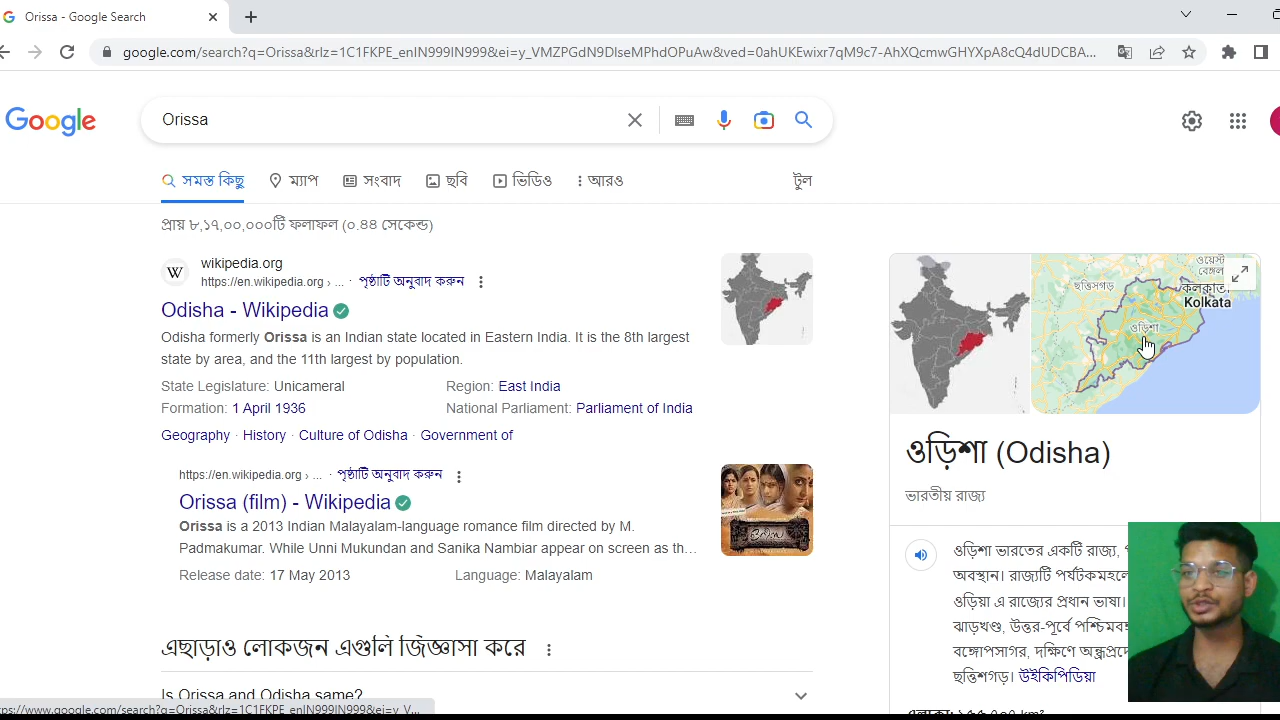 Orissa - Google Search
google.com/search?q=Orissa&rlz=1C1FKPE_enIN999IN999&ei=y_VMZPGdN9DlseMPhdOPuAw&ved=0ahUKEwixr7qM9c7-AhXQcmwGHYXpA8cQ4dUDCBA...
Google
Orissa
সমস্ত কিছু ম্যাপ সংবাদ ছবি ভিডিও আরও টুল
প্রায় ৮,১৭,০০,০০০টি ফলাফল (০.৪৪ সেকেন্ড)
W
wikipedia.org
https://en.wikipedia.org › ... · পৃষ্ঠাটি অনুবাদ করুন
Odisha - Wikipedia
Odisha formerly Orissa is an Indian state located in Eastern India. It is the 8th largest
state by area, and the 11th largest by population.
State Legislature: Unicameral Region: East India
Formation: 1 April 1936 National Parliament: Parliament of India
Geography · History · Culture of Odisha · Government of
https://en.wikipedia.org › ... · পৃষ্ঠাটি অনুবাদ করুন
Orissa (film) - Wikipedia
Orissa is a 2013 Indian Malayalam-language romance film directed by M.
Padmakumar. While Unni Mukundan and Sanika Nambiar appear on screen as th...
Release date: 17 May 2013 Language: Malayalam
এছাড়াও লোকজন এগুলি জিজ্ঞাসা করে
Is Orissa and Odisha same?
ওয়েস্ট
বেঙ্গল
ছত্তিশগড়
কলকাতা
Kolkata
ওড়িশা
ওড়িশা (Odisha)
ভারতীয় রাজ্য
ওড়িশা ভারতের একটি রাজ্য,
অবস্থান। রাজ্যটি পর্যটকমহলে
ওড়িয়া এ রাজ্যের প্রধান ভাষা।
ঝাড়খণ্ড, উত্তর-পূর্বে পশ্চিমবঙ্গ
বঙ্গোপসাগর, দক্ষিণে অন্ধ্রপ্রদে
ছত্তিশগড়। উইকিপিডিয়া